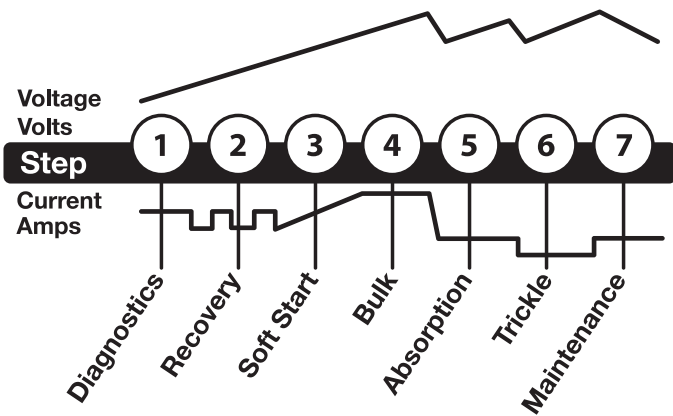 Voltage
Volts
1 2 3 4 5 6 7
Step
Current
Amps
Diagnostics
Recovery
Soft Start
Bulk
Absorption
Trickle
Maintenance